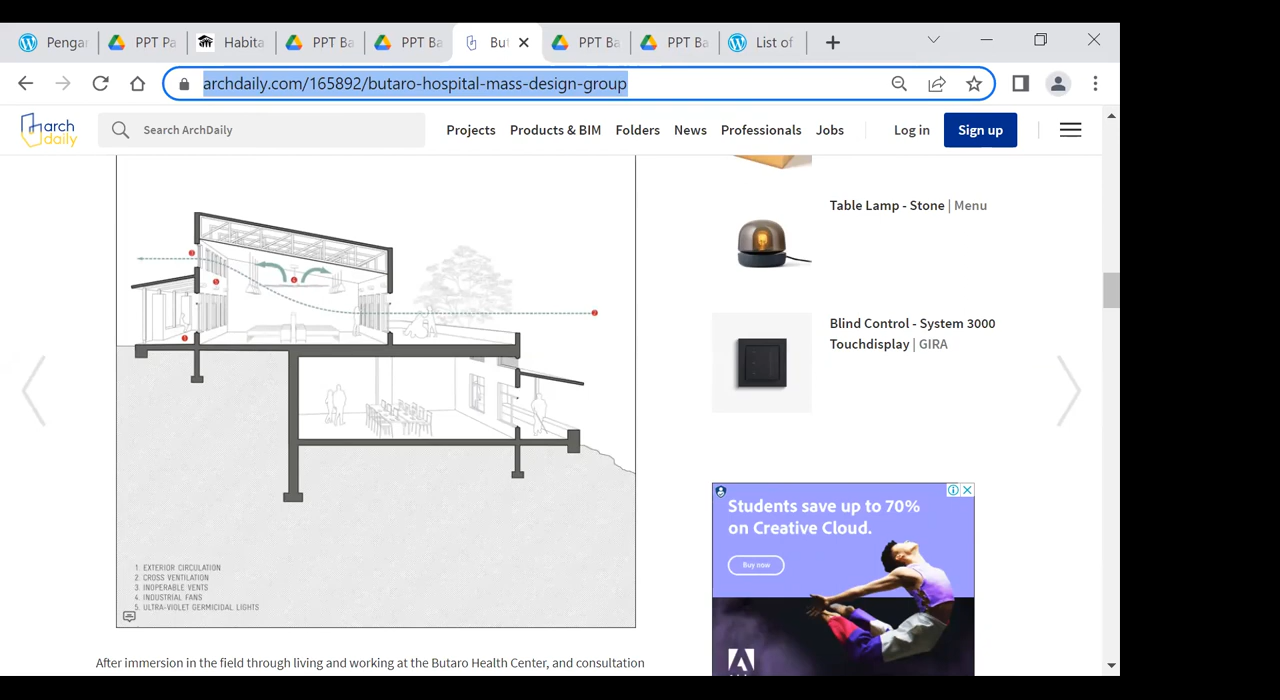 Pengar
PPT Pa
Habita
PPT Ba
PPT Ba
But
PPT Ba
PPT Ba
List of
archdaily.com/165892/butaro-hospital-mass-design-group
arch
daily
Search ArchDaily
Projects
Products & BIM
Folders
News
Professionals
Jobs
Log in
Sign up
Table Lamp - Stone | Menu
Blind Control - System 3000
Touchdisplay | GIRA
1. EXTERIOR CIRCULATION
2. CROSS VENTILATION
3. INOPERABLE VENTS
4. INDUSTRIAL FANS
5. ULTRA-VIOLET GERMICIDAL LIGHTS
Students save up to 70%
on Creative Cloud.
Buy now
After immersion in the field through living and working at the Butaro Health Center, and consultation